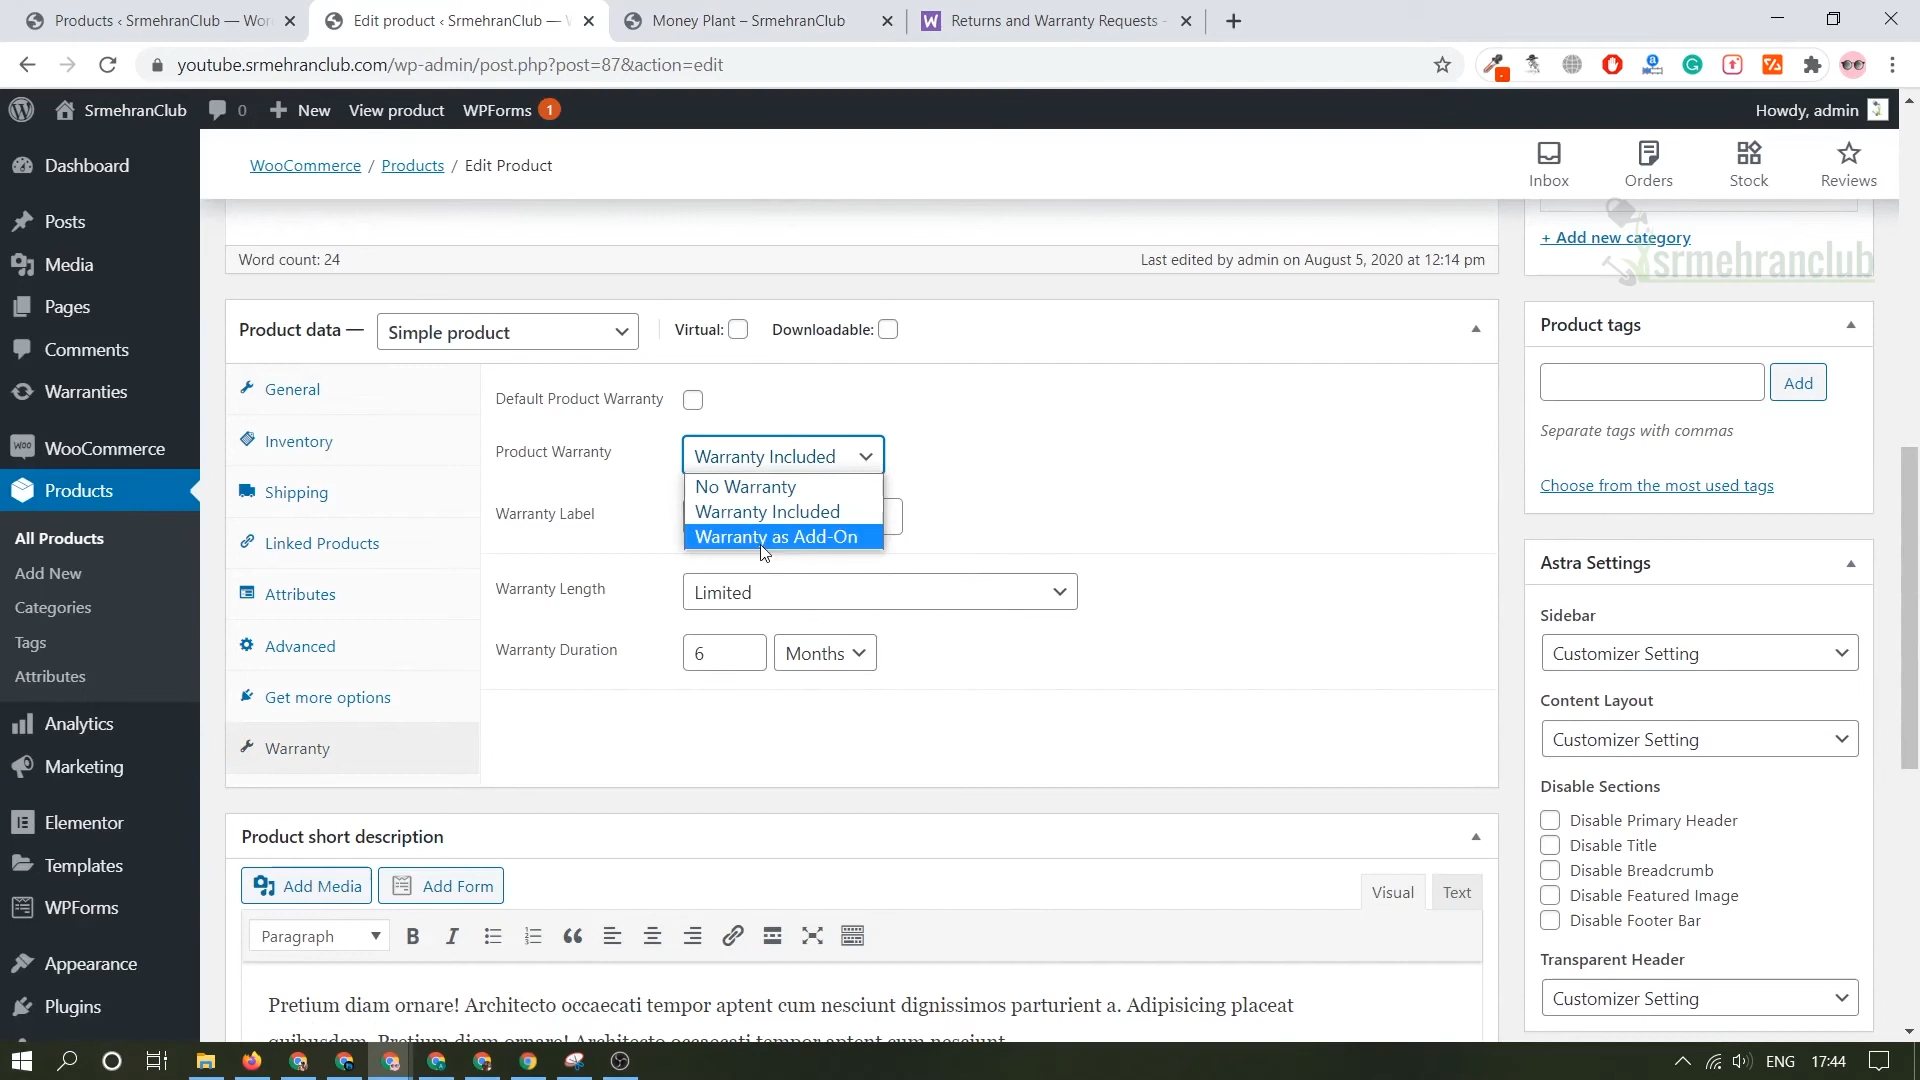 Products ‹ SrmehranClub — Wor
Edit product ‹ SrmehranClub —
Money Plant – SrmehranClub
Returns and Warranty Requests -
youtube.srmehranclub.com/wp-admin/post.php?post=87&action=edit
SrmehranClub
0
New
View product
WPForms
1
Howdy, admin
Dashboard
Posts
Media
Pages
Comments
Warranties
WooCommerce
Products
All Products
Add New
Categories
Tags
Attributes
Analytics
Marketing
Elementor
Templates
WPForms
Appearance
Plugins
WooCommerce / Products / Edit Product
Inbox
Orders
Stock
Reviews
Word count: 24
Last edited by admin on August 5, 2020 at 12:14 pm
Product data —
Simple product
Virtual:
Downloadable:
General
Inventory
Shipping
Linked Products
Attributes
Advanced
Get more options
Warranty
Default Product Warranty
Product Warranty
Warranty Included
No Warranty
Warranty Included
Warranty as Add-On
Warranty Label
Warranty Length
Limited
Warranty Duration
6
Months
Product short description
Add Media
Add Form
Visual
Text
Paragraph
Pretium diam ornare! Architecto occaecati tempor aptent cum nesciunt dignissimos parturient a. Adipisicing placeat
quibusdam. Pretium diam ornare! Architecto occaecati tempor aptent cum nesciunt
+ Add new category
srmehranclub
Product tags
Add
Separate tags with commas
Choose from the most used tags
Astra Settings
Sidebar
Customizer Setting
Content Layout
Customizer Setting
Disable Sections
Disable Primary Header
Disable Title
Disable Breadcrumb
Disable Featured Image
Disable Footer Bar
Transparent Header
Customizer Setting
ENG
17:44